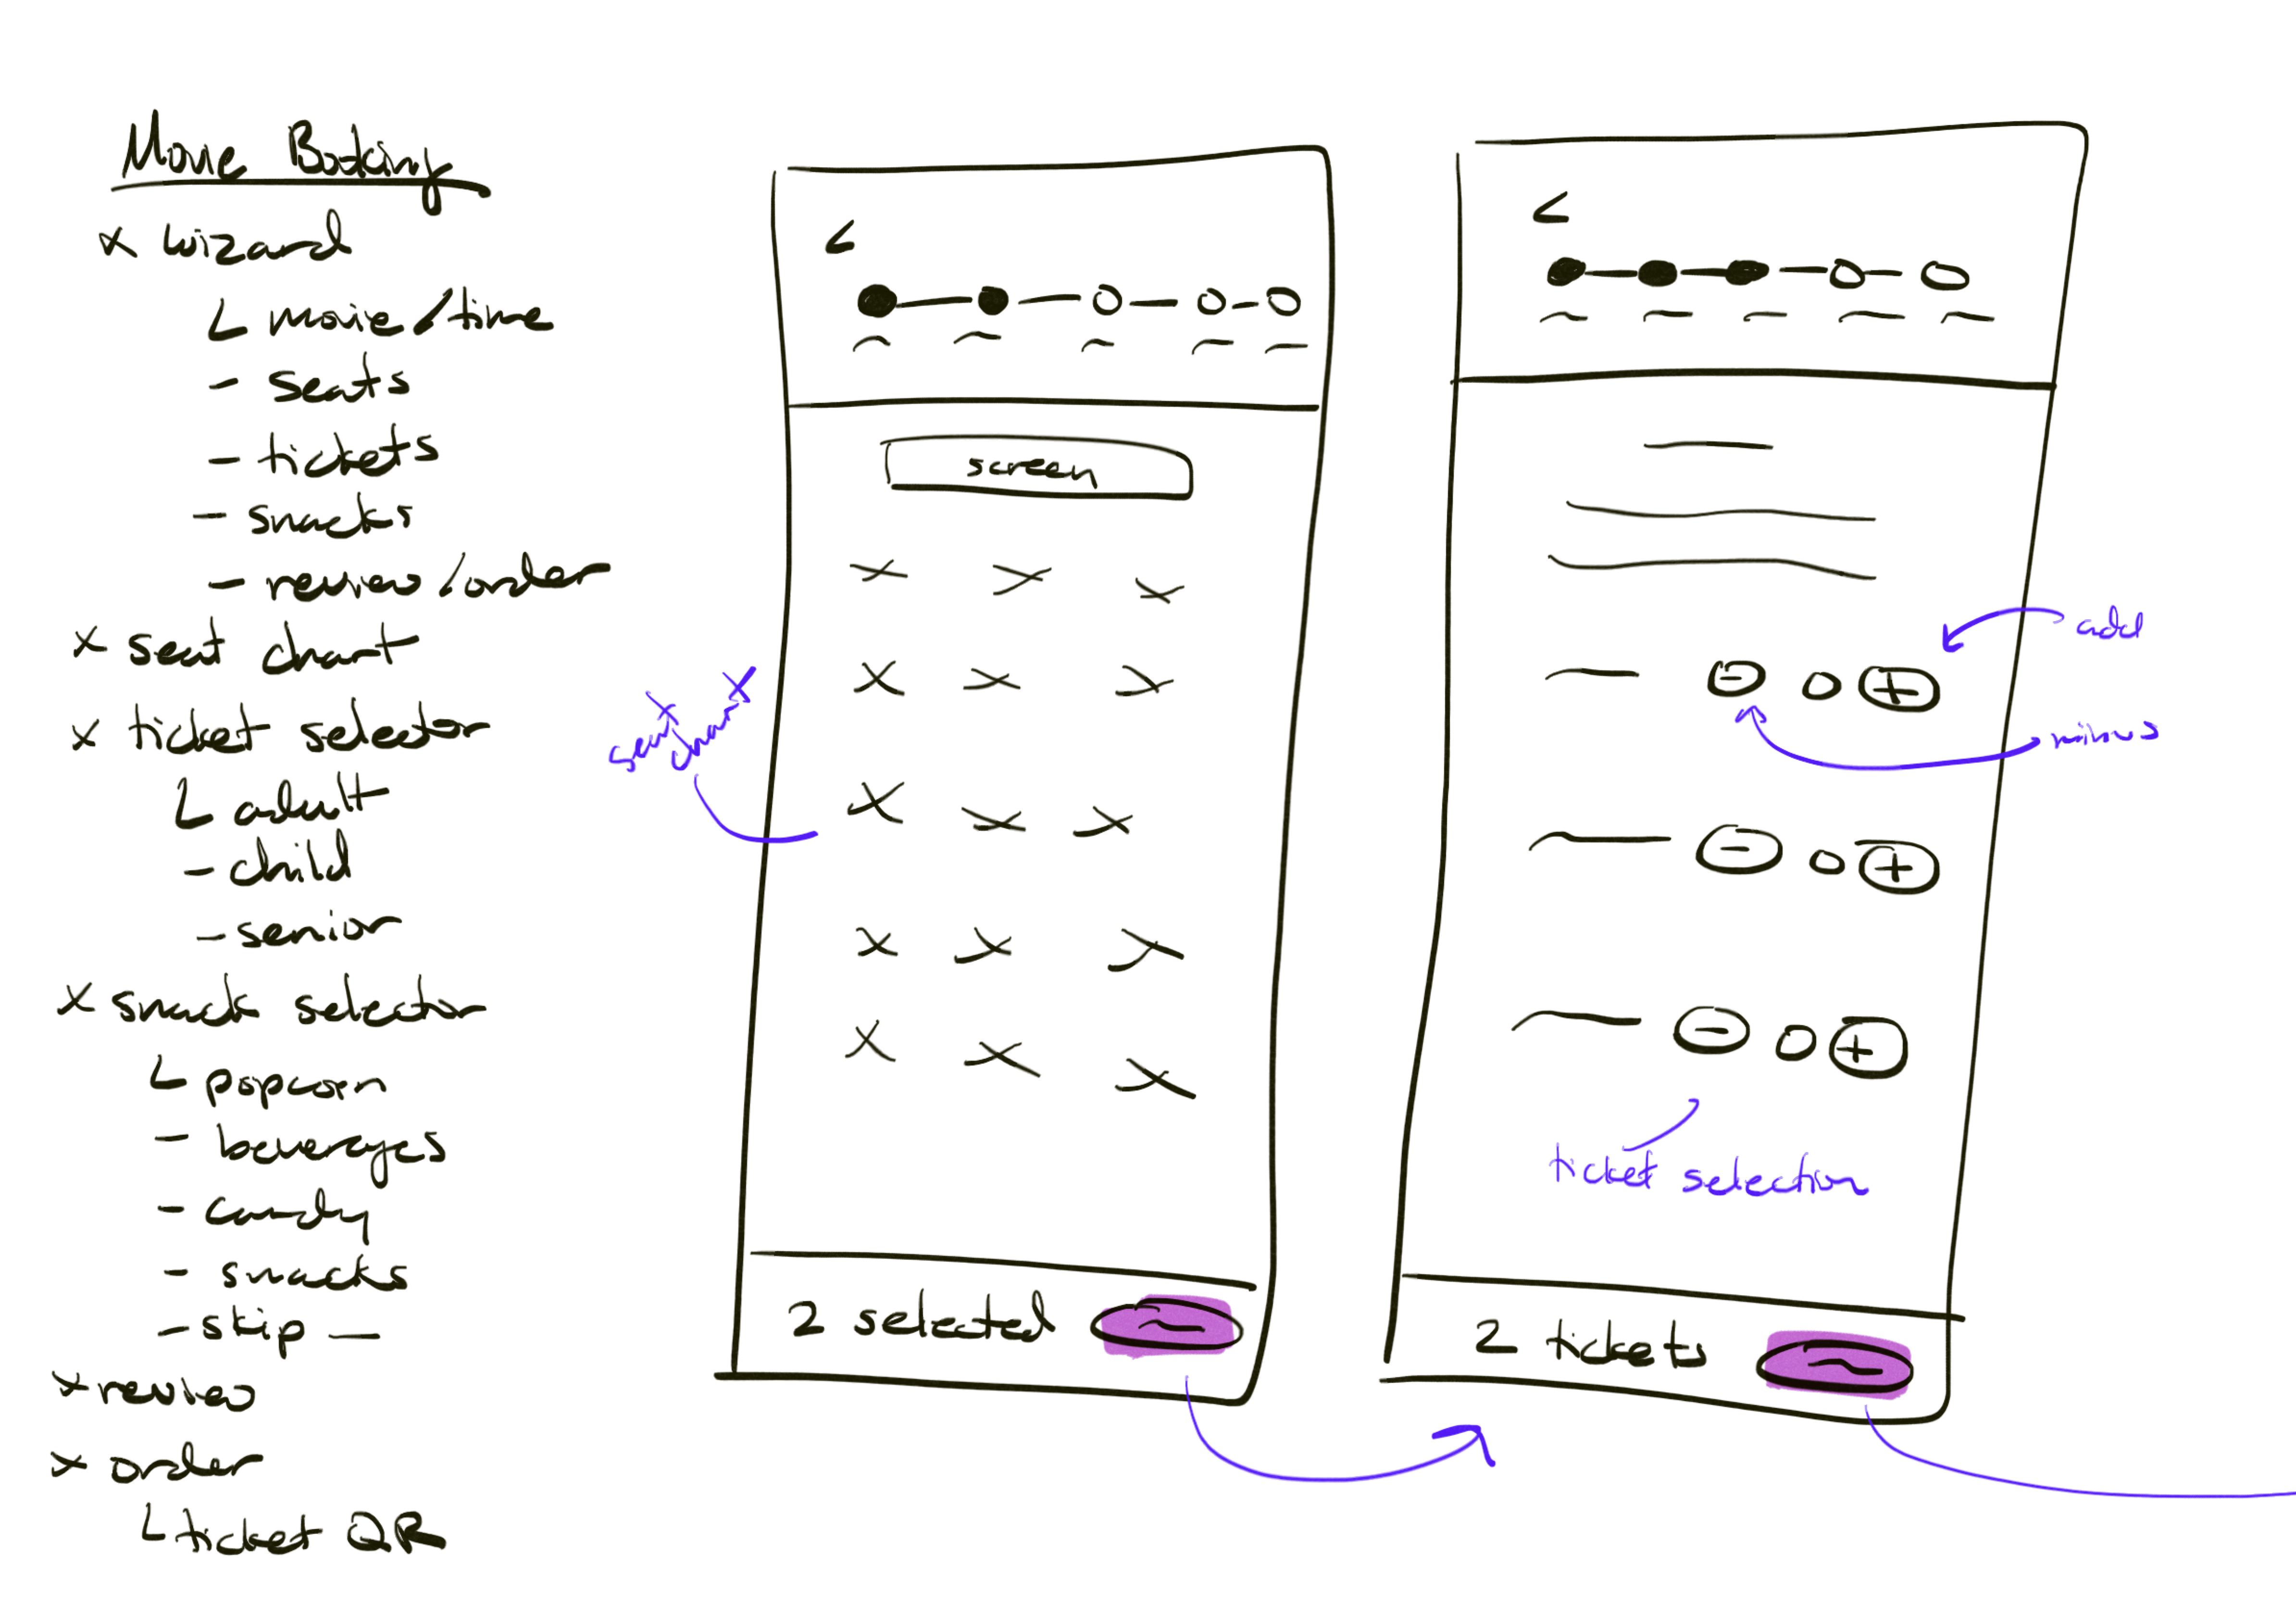 Movie Booking
x wizard
L movie/time
- seats
- tickets
- snacks
- review/order
x seat chart
x ticket selector
L adult
- child
- senior
x snack selector
L popcorn
- beverages
- candy
- snacks
- skip —
x review
x order
L ticket QR
<
screen
seat
chart
2 selected
<
add
- 0 +
minus
- 0 +
- 0 +
ticket selection
2 tickets